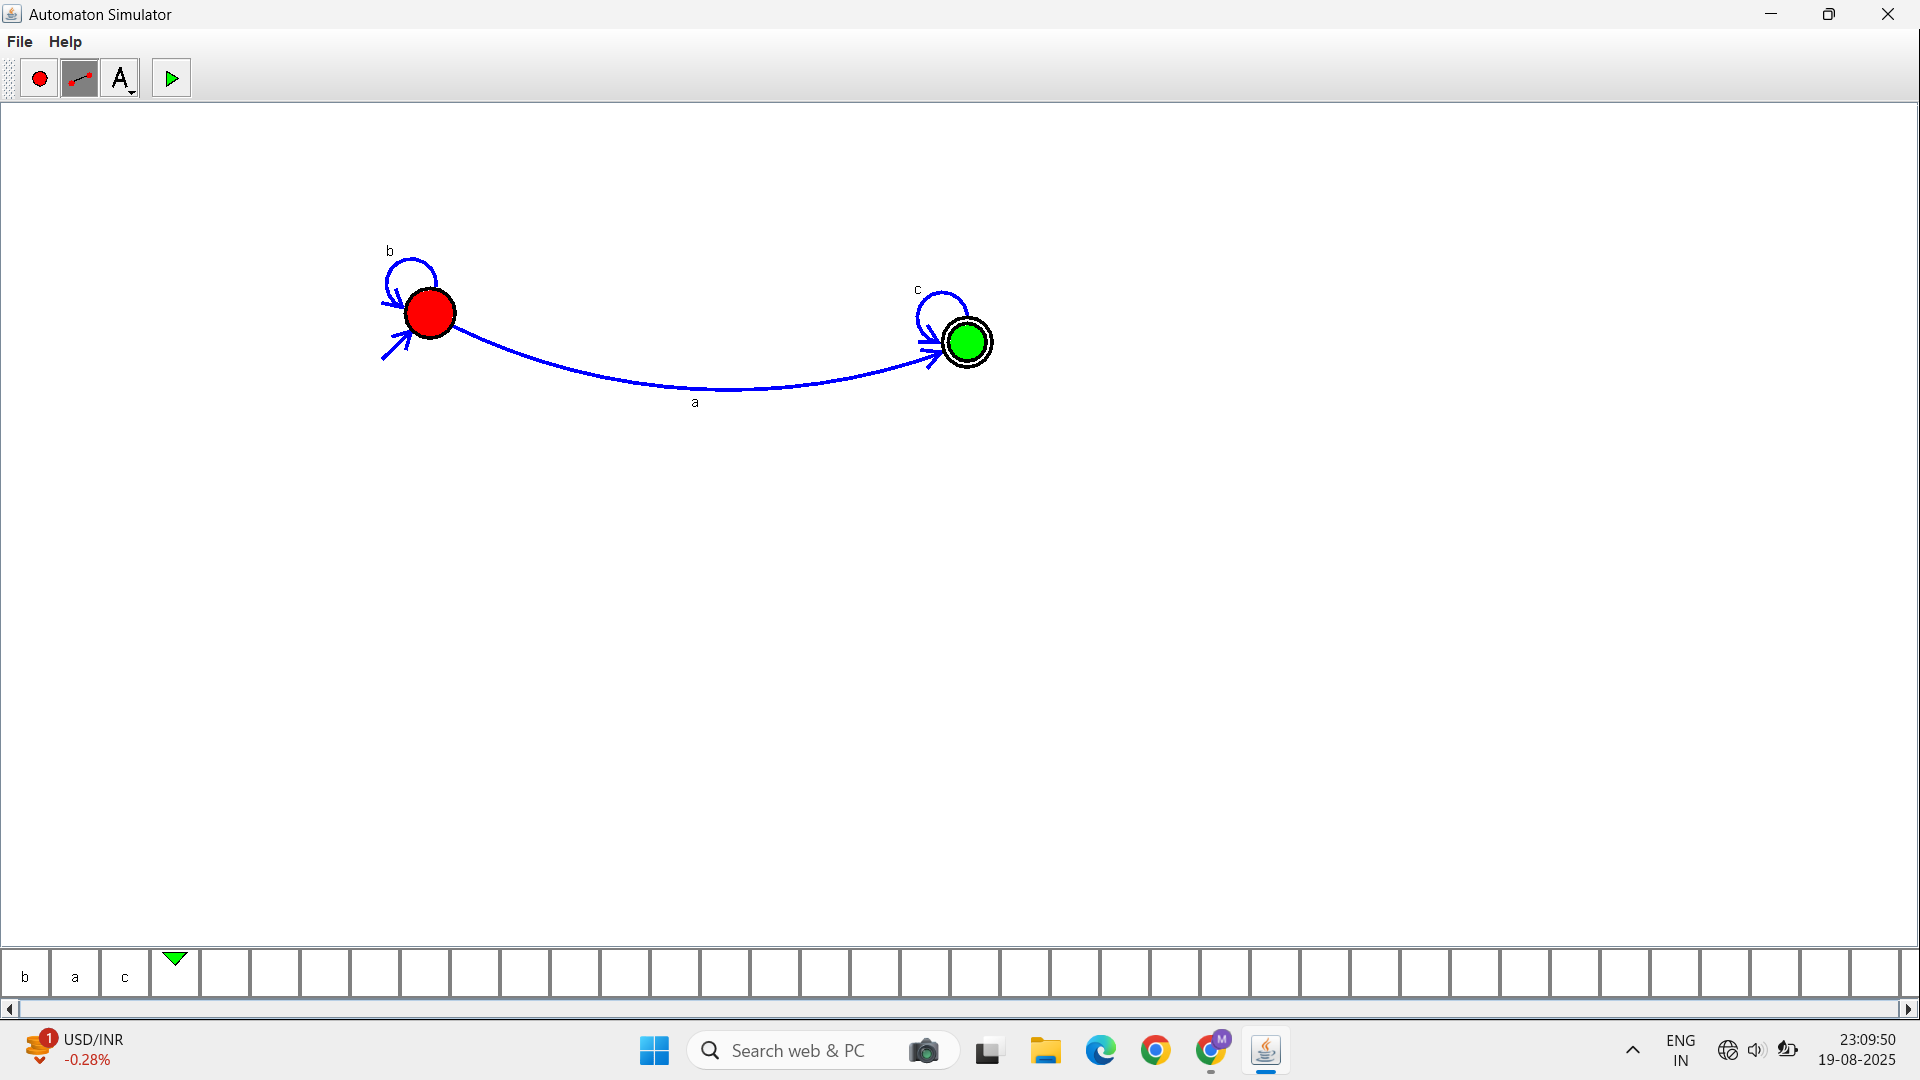 Automaton Simulator
File Help
A
b
c
a
b a c
1
USD/INR
-0.28%
Search web & PC
M
ENG
IN
23:09:50
19-08-2025